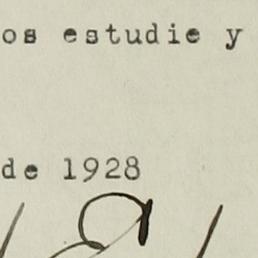 os estudie y
de 1928